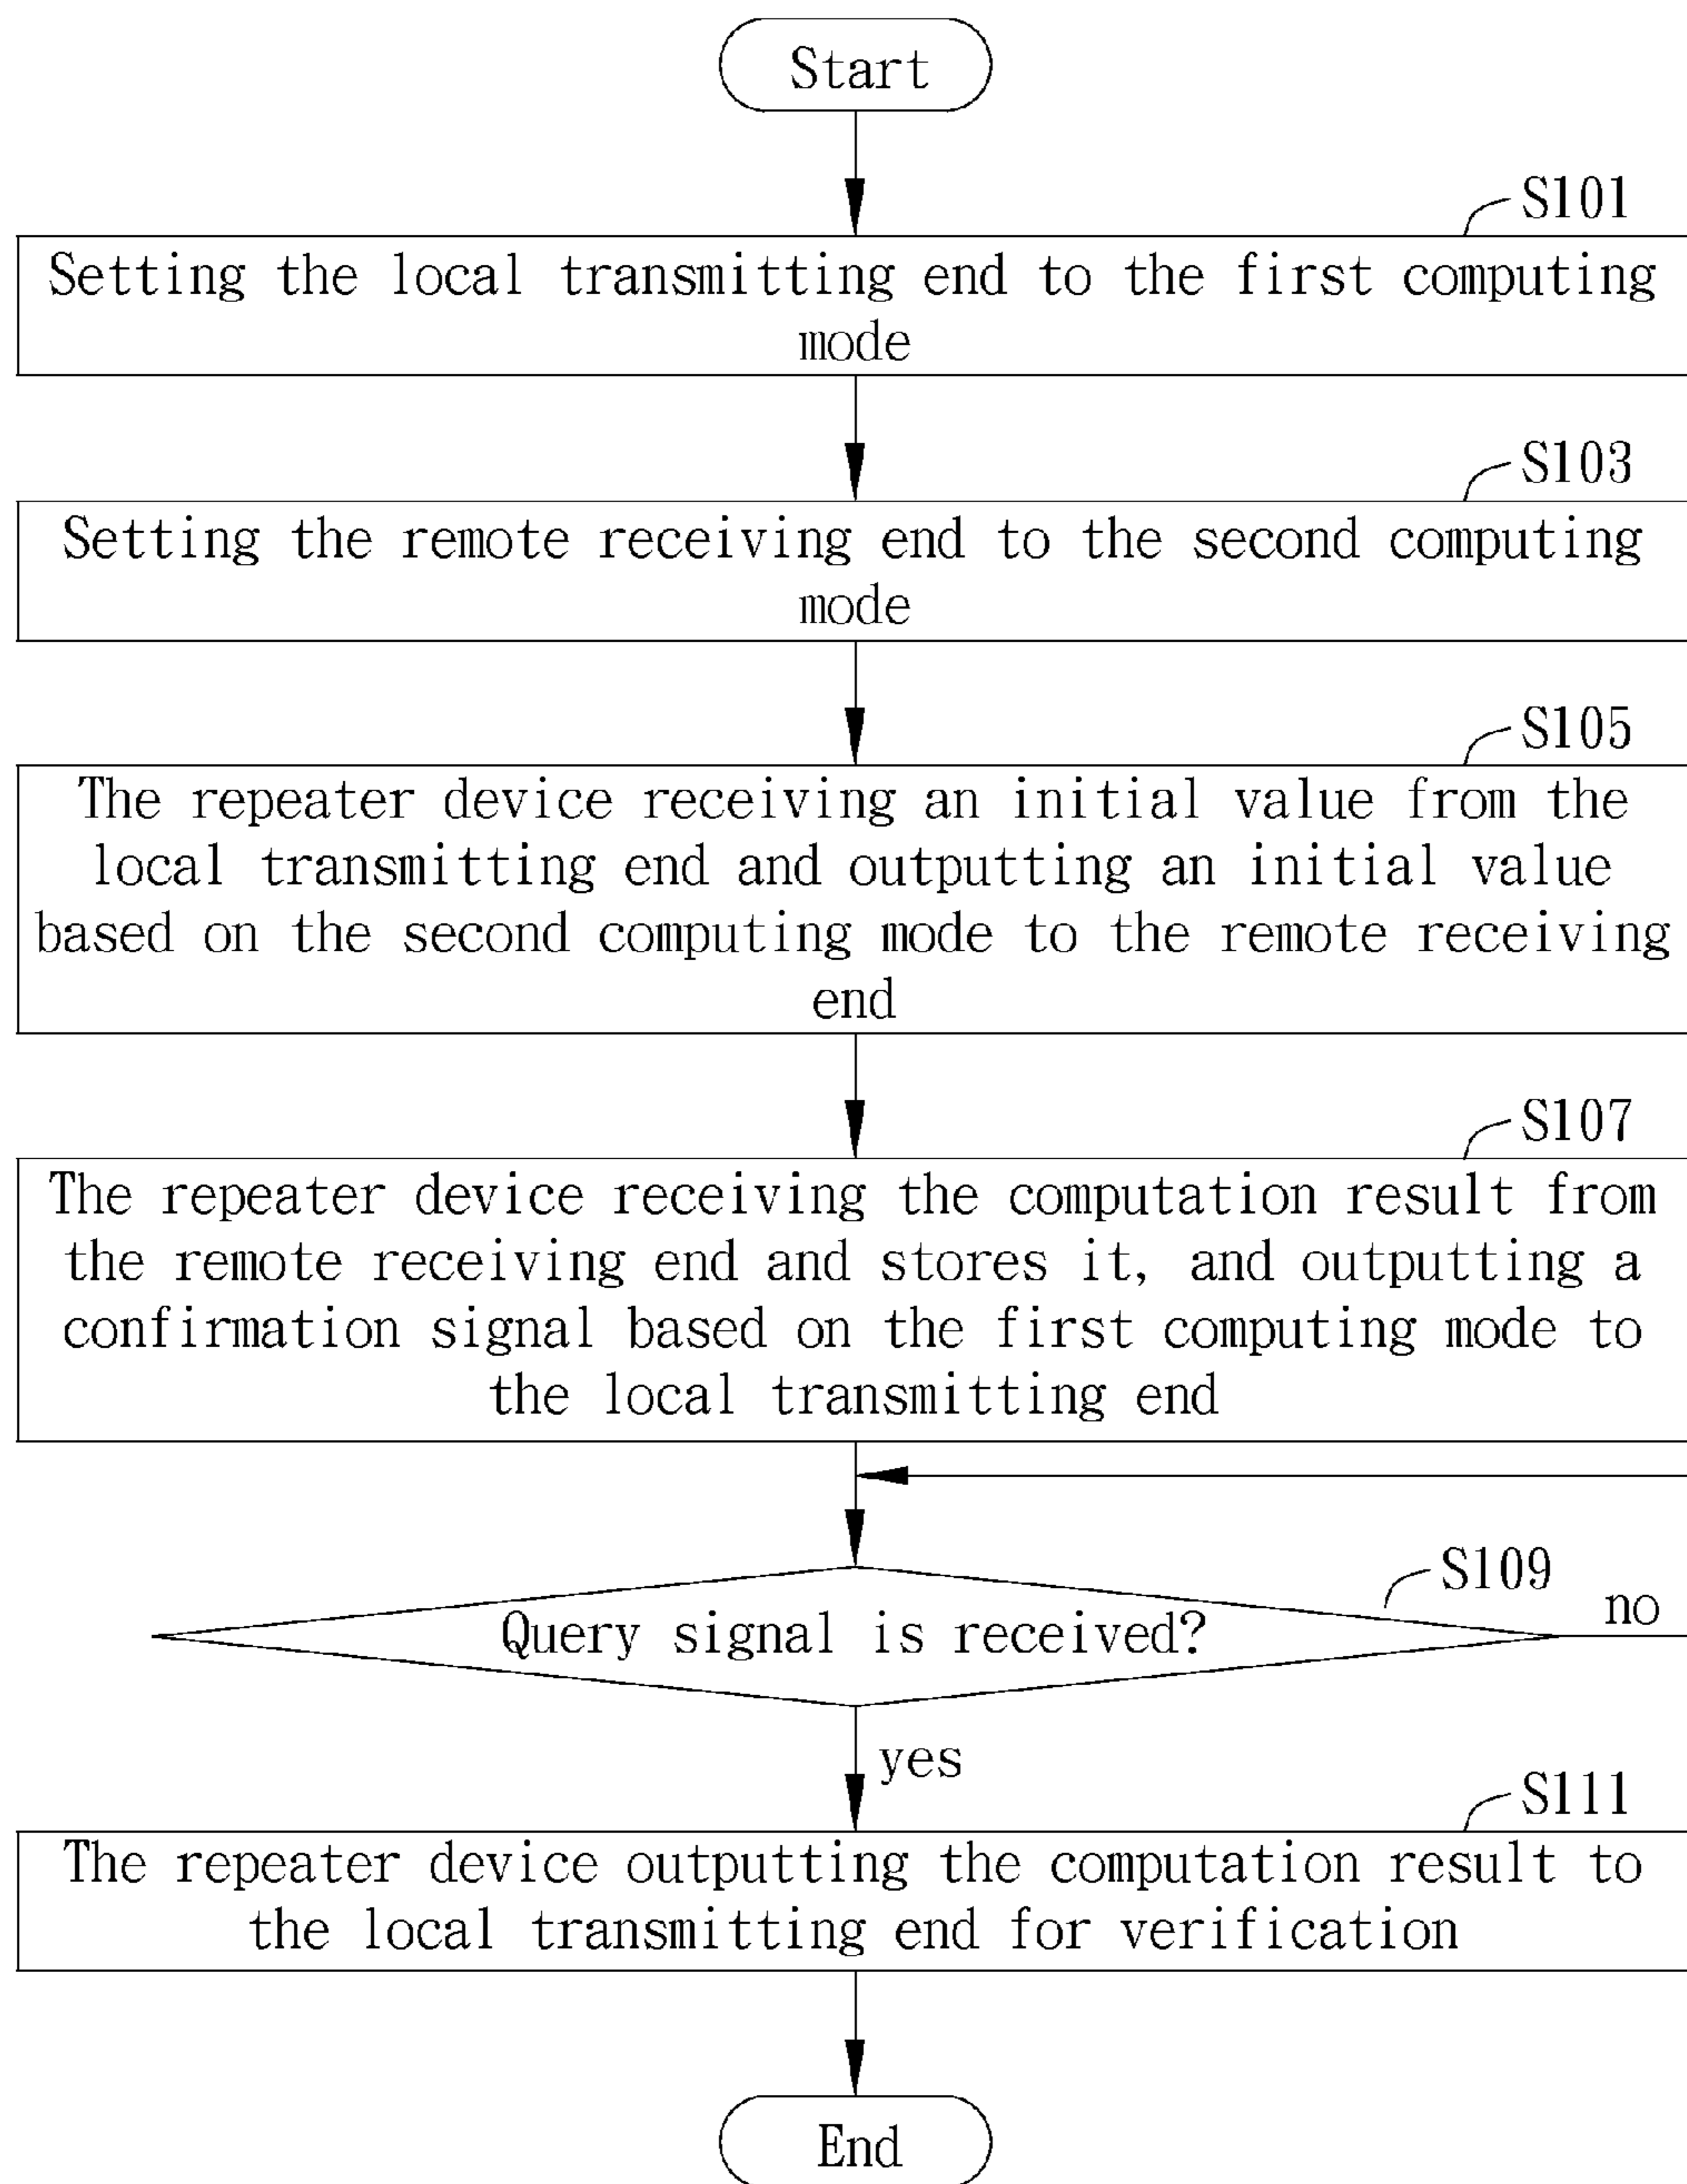 Start
S101
Setting the local transmitting end to the first computing
mode
S103
Setting the remote receiving end to the second computing
mode
S105
The repeater device receiving an initial value from the
local transmitting end and outputting an initial value
based on the second computing mode to the remote receiving
end
S107
The repeater device receiving the computation result from
the remote receiving end and stores it, and outputting a
confirmation signal based on the first computing mode to
the local transmitting end
S109
Query signal is received?
no
yes
S111
The repeater device outputting the computation result to
the local transmitting end for verification
End